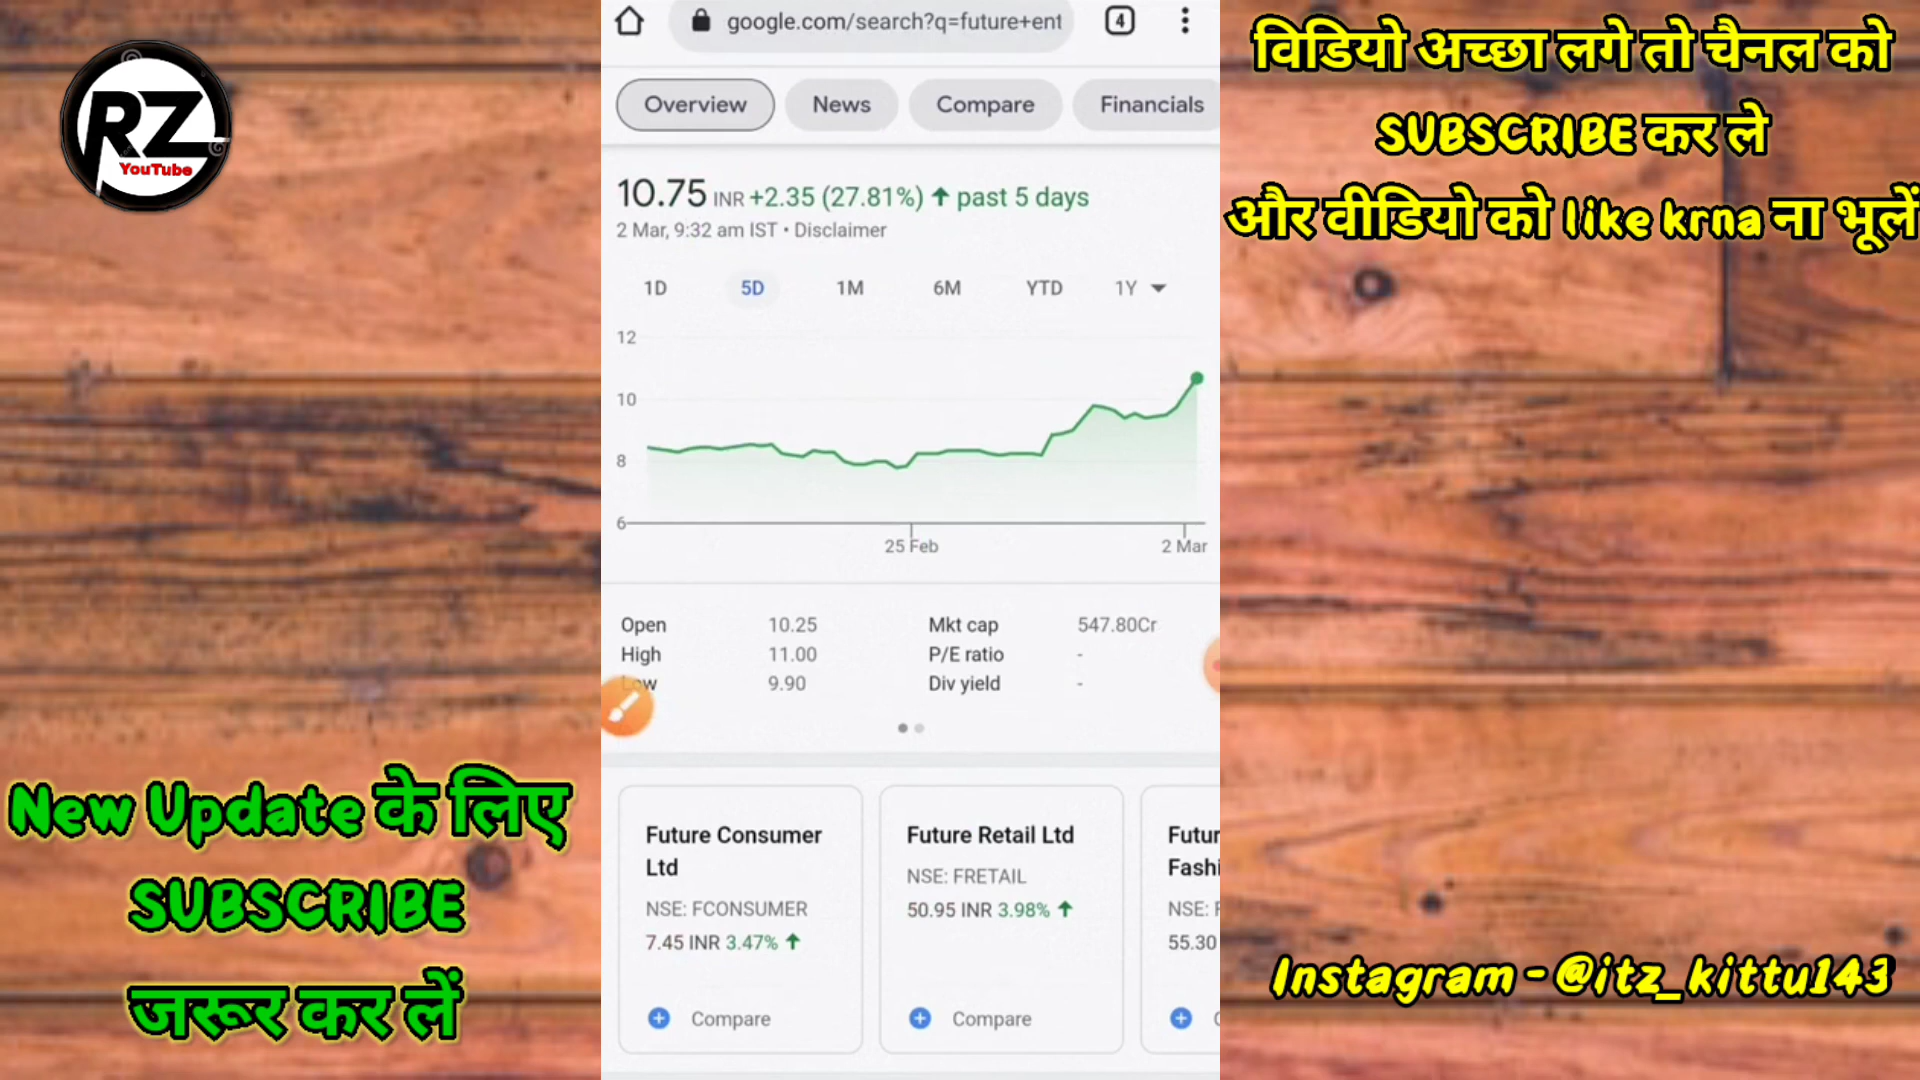 RZ
YouTube
google.com/search?q=future+ent
4
Overview
News
Compare
Financials
10.75 INR +2.35 (27.81%) ↑ past 5 days
2 Mar, 9:32 am IST • Disclaimer
1D
5D
1M
6M
YTD
1Y
12
10
8
6
25 Feb
2 Mar
Open 10.25
High 11.00
Low 9.90
Mkt cap 547.80Cr
P/E ratio -
Div yield -
Future Consumer
Ltd
NSE: FCONSUMER
7.45 INR 3.47% ↑
Compare
Future Retail Ltd
NSE: FRETAIL
50.95 INR 3.98% ↑
Compare
Futur
Fashi
NSE: F
55.30
विडियो अच्छा लगे तो चैनल को
SUBSCRIBE कर ले
और वीडियो को like krna ना भूलें
New Update के लिए
SUBSCRIBE
जरूर कर लें
Instagram - @itz_kittu143